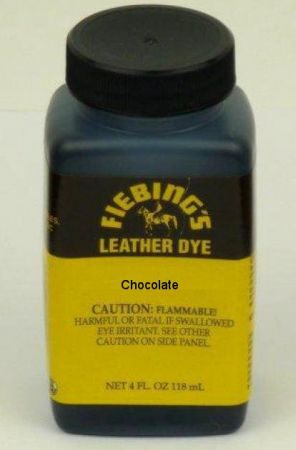 FIEBING'S
LEATHER DYE
Chocolate
CAUTION: FLAMMABLE!
HARMFUL OR FATAL IF SWALLOWED
EYE IRRITANT. SEE OTHER
CAUTION ON SIDE PANEL.
NET 4 FL. OZ 118 mL